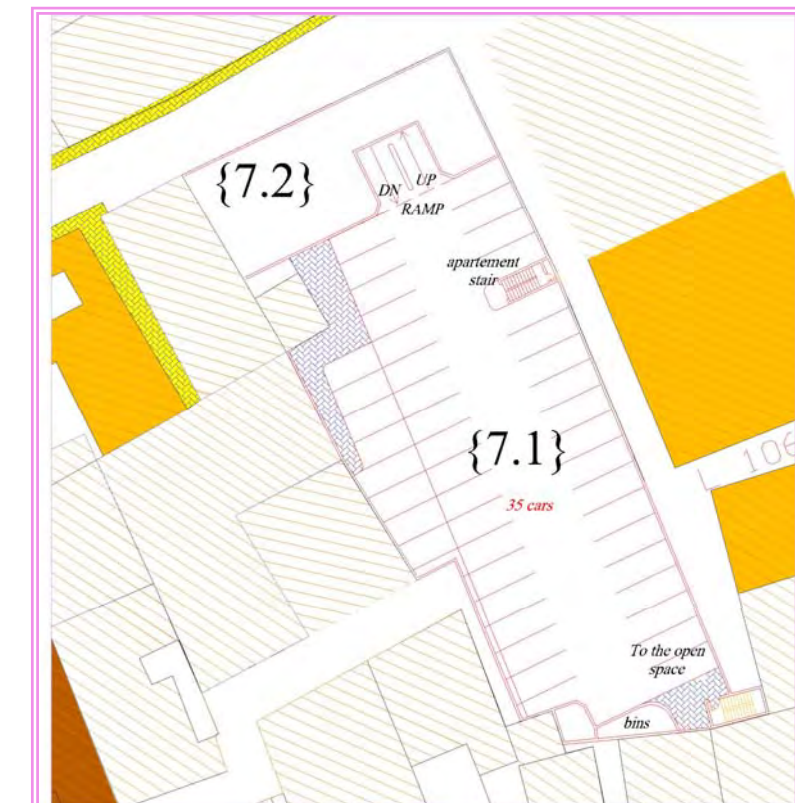 {7.2}
UP
DN
RAMP
apartement
stair
{7.1}
L 106
35 cars
To the open
space
bins